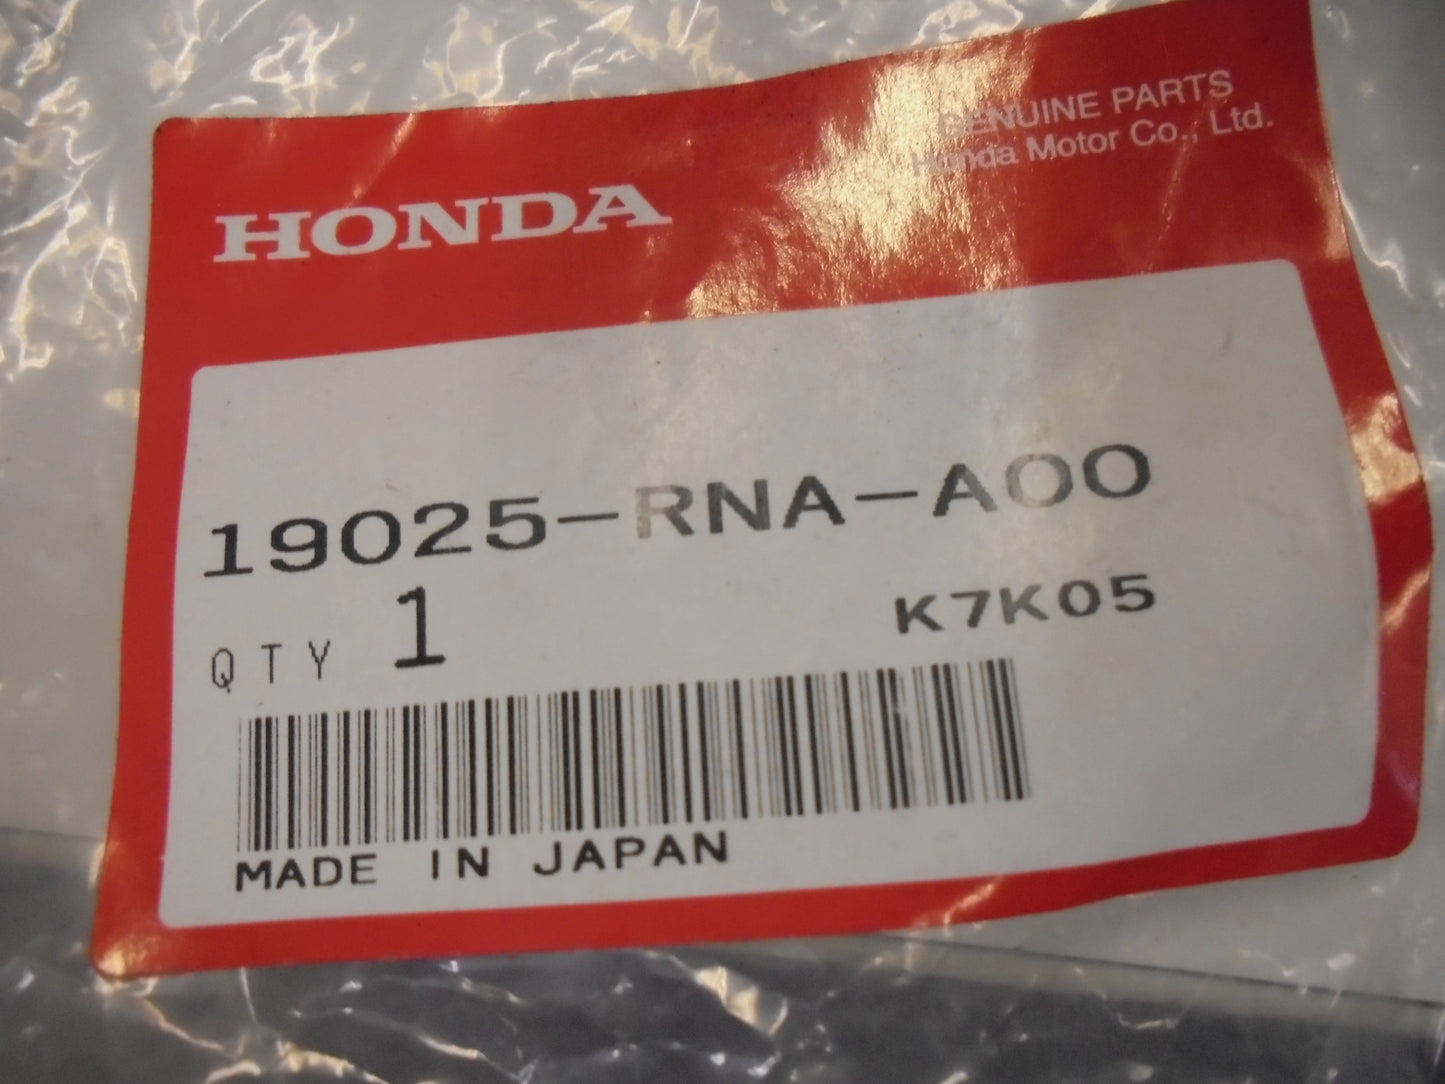 GENUINE PARTS
Honda Motor Co., Ltd.
HONDA
19025-RNA-A00
QTY 1 K7K05
MADE IN JAPAN